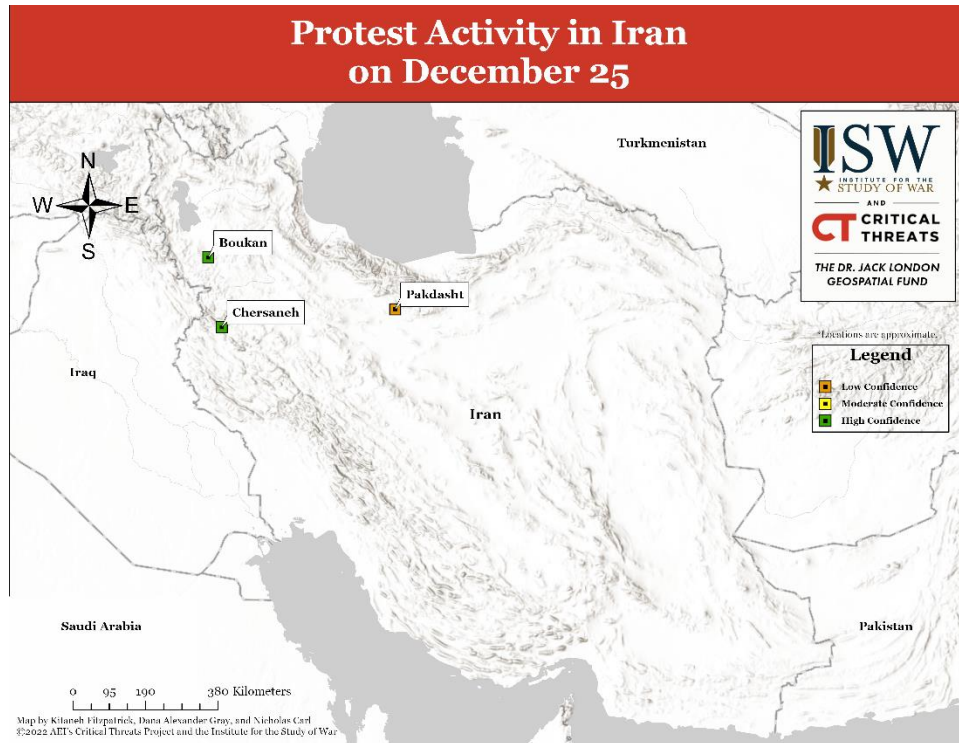 Protest Activity in Iran
on December 25
Turkmenistan
ISW
INSTITUTE FOR THE
STUDY OF WAR
AND
CT CRITICAL
THREATS
THE DR. JACK LONDON
GEOSPATIAL FUND
N
W E
S
Boukan
Pakdasht
Chersaneh
*Locations are approximate.
Legend
Low Confidence
Moderate Confidence
High Confidence
Iraq
Iran
Saudi Arabia
Pakistan
0 95 190 380 Kilometers
Map by Kitaneh Fitzpatrick, Dana Alexander Gray, and Nicholas Carl
©2022 AEI's Critical Threats Project and the Institute for the Study of War